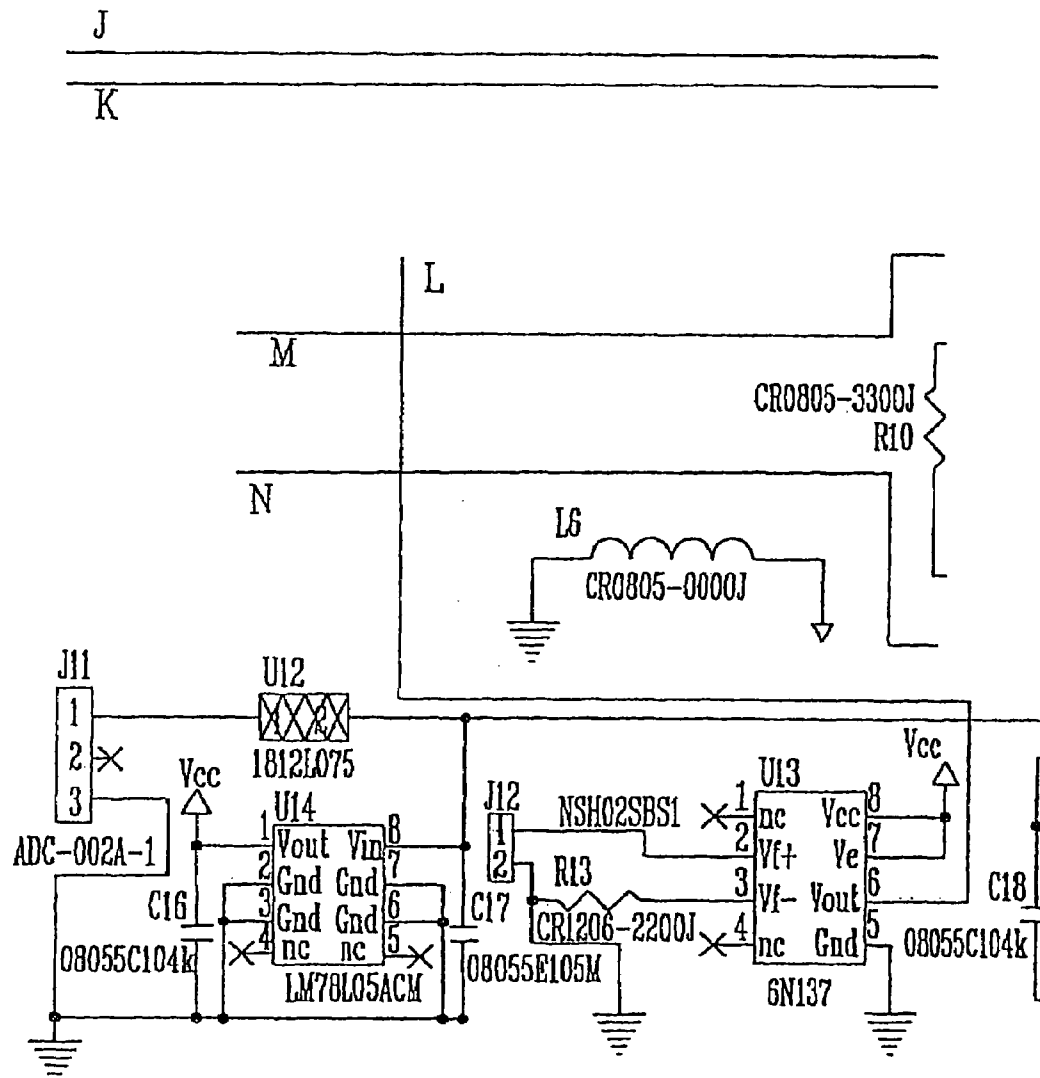 J
K
L
M
CR0805-3300J
R10
N
L6
CR0805-0000J
J11
1
2
3
ADC-002A-1
U12
1 2
1812L075
Vcc
U14
1 Vout Vin 8
2 Gnd Gnd 7
3 Gnd Gnd 6
4 nc nc 5
LM78L05ACM
C16
08055C104k
C17
08055E105M
J12
1
2
NSH02SBS1
R13
CR1206-2200J
Vcc
U13
1 nc Vcc 8
2 Vf+ Ve 7
3 Vf- Vout 6
4 nc Gnd 5
6N137
C18
08055C104k